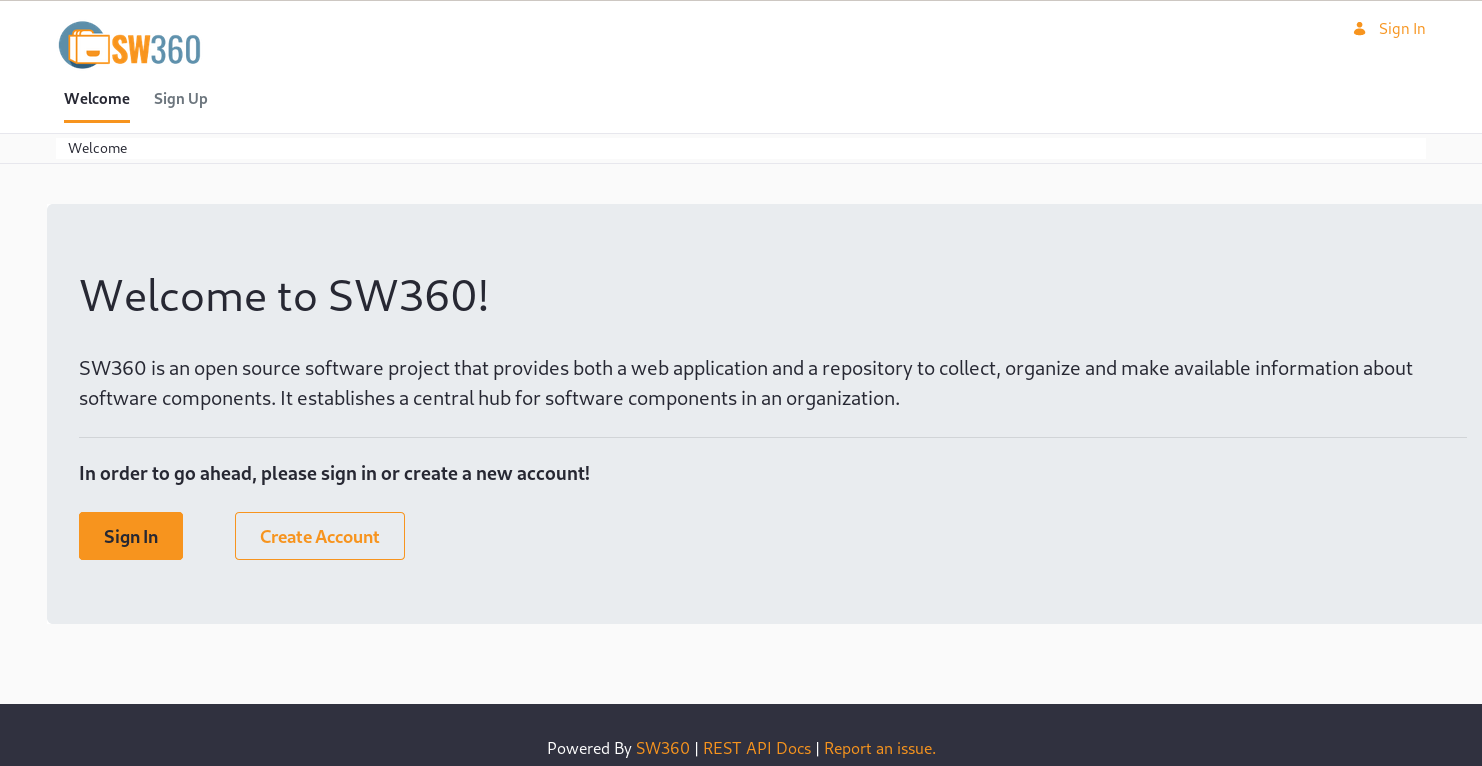 SW360
Sign In
Welcome
Sign Up
Welcome
Welcome to SW360!
SW360 is an open source software project that provides both a web application and a repository to collect, organize and make available information about
software components. It establishes a central hub for software components in an organization.
In order to go ahead, please sign in or create a new account!
Sign In
Create Account
Powered By SW360 | REST API Docs | Report an issue.